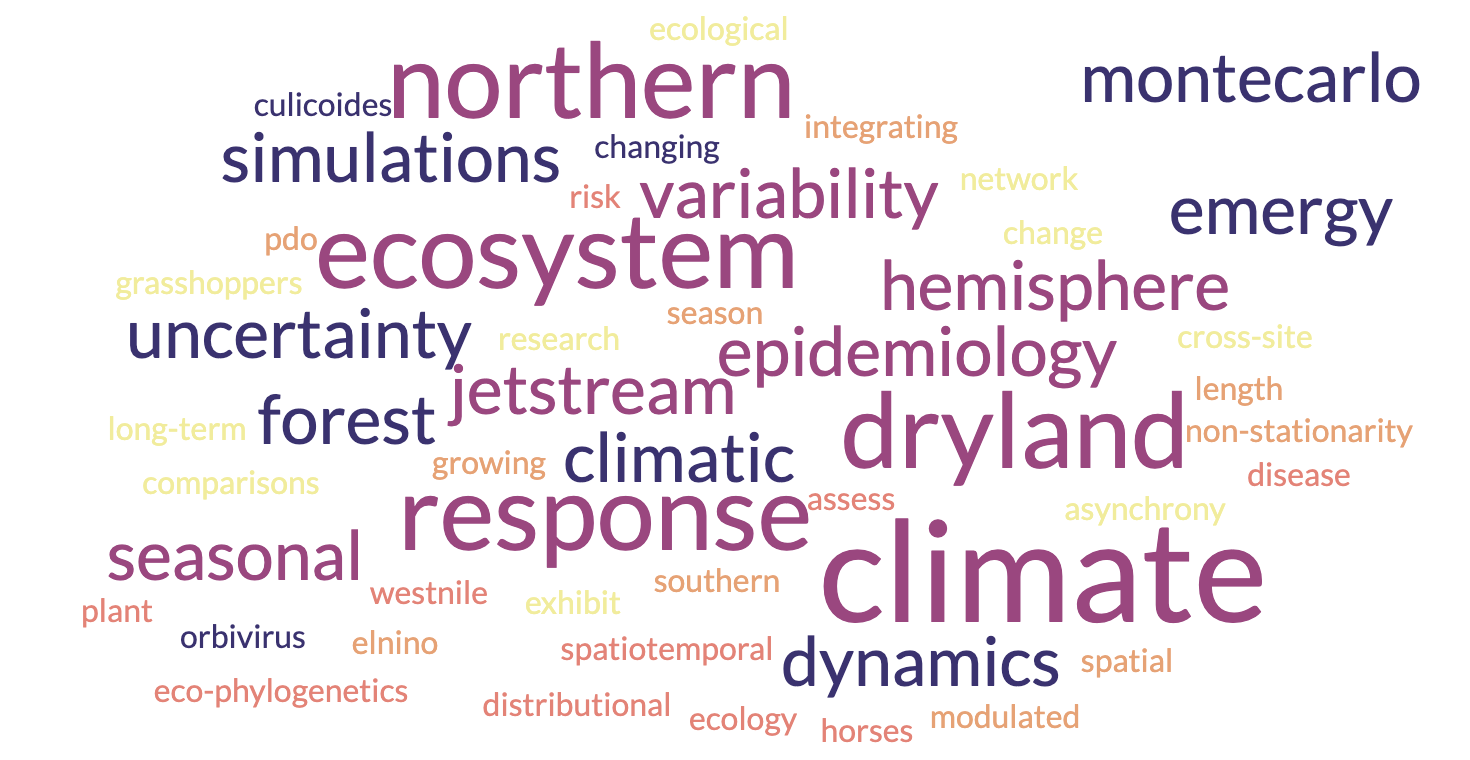 ecological
northern
montecarlo
culicoides
integrating
simulations
changing
variability
network
risk
emergy
pdo
ecosystem
change
grasshoppers
hemisphere
season
uncertainty
research
epidemiology
cross-site
jetstream
length
long-term
forest
dryland
non-stationarity
growing
climatic
disease
comparisons
response
assess
asynchrony
seasonal
climate
westnile
southern
plant
exhibit
orbivirus
elnino
spatiotemporal
dynamics
spatial
eco-phylogenetics
distributional
ecology
horses
modulated